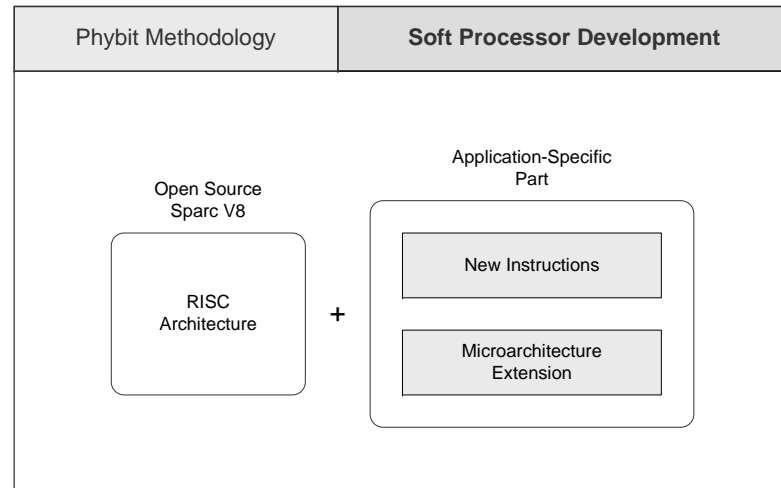 Phybit Methodology
Soft Processor Development
Application-Specific
Part
Open Source
Sparc V8
RISC
Architecture
+
New Instructions
Microarchitecture
Extension